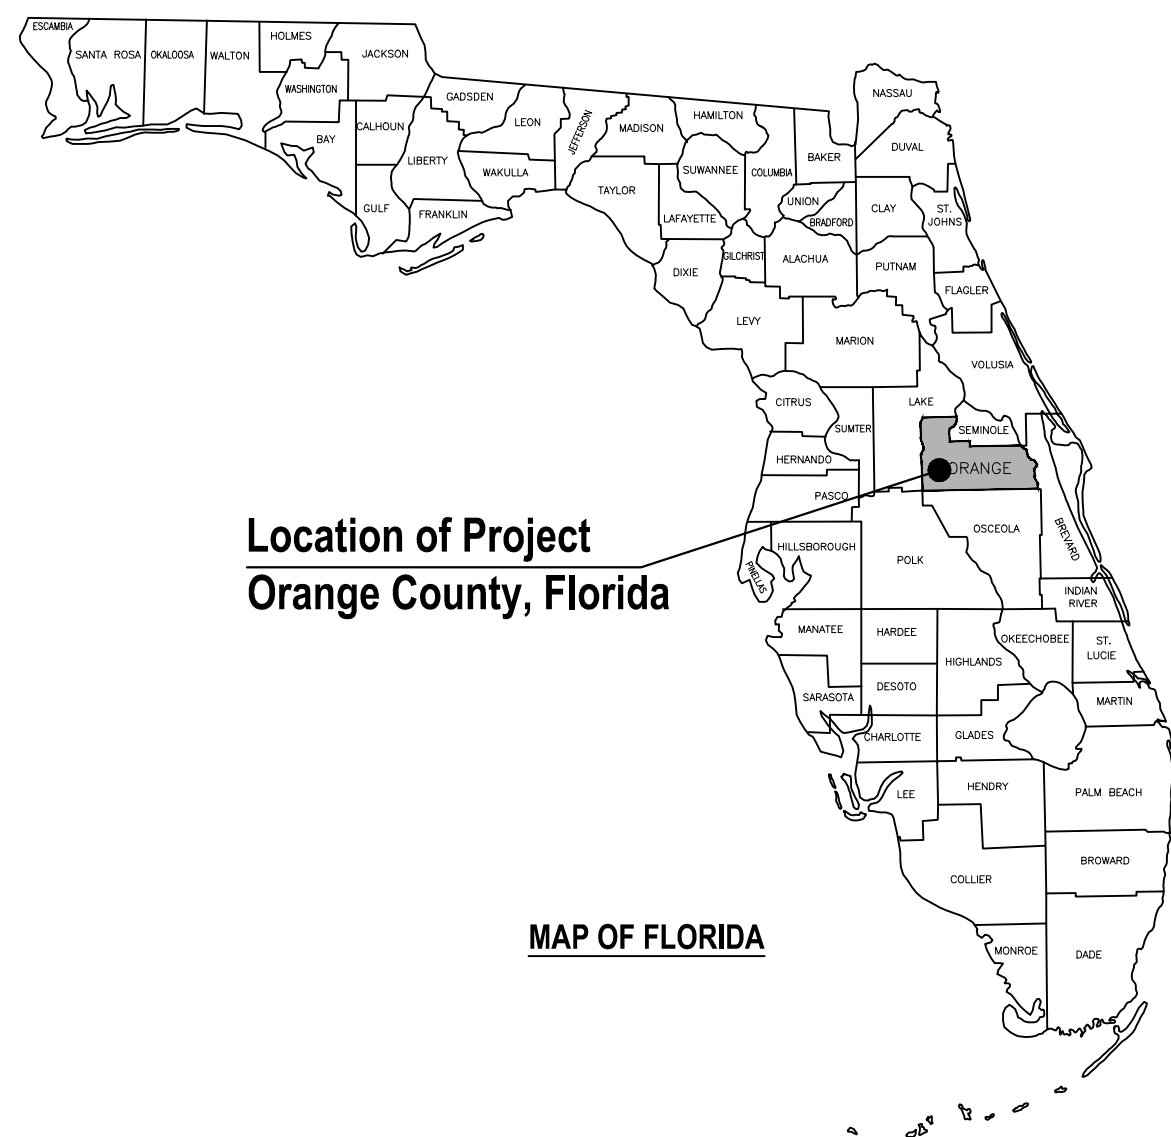 ESCAMBIA
SANTA ROSA
OKALOOSA
WALTON
HOLMES
WASHINGTON
JACKSON
BAY
CALHOUN
GULF
GADSDEN
LIBERTY
FRANKLIN
LEON
WAKULLA
JEFFERSON
MADISON
TAYLOR
HAMILTON
SUWANNEE
LAFAYETTE
DIXIE
COLUMBIA
GILCHRIST
LEVY
BAKER
UNION
BRADFORD
ALACHUA
NASSAU
DUVAL
CLAY
ST.
JOHNS
PUTNAM
FLAGLER
MARION
VOLUSIA
CITRUS
SUMTER
LAKE
SEMINOLE
HERNANDO
ORANGE
PASCO
Location of Project
Orange County, Florida
HILLSBOROUGH
PINELLAS
POLK
OSCEOLA
BREVARD
INDIAN
RIVER
MANATEE
HARDEE
HIGHLANDS
OKEECHOBEE
ST.
LUCIE
SARASOTA
DESOTO
MARTIN
CHARLOTTE
GLADES
LEE
HENDRY
PALM BEACH
COLLIER
BROWARD
MONROE
DADE
MAP OF FLORIDA